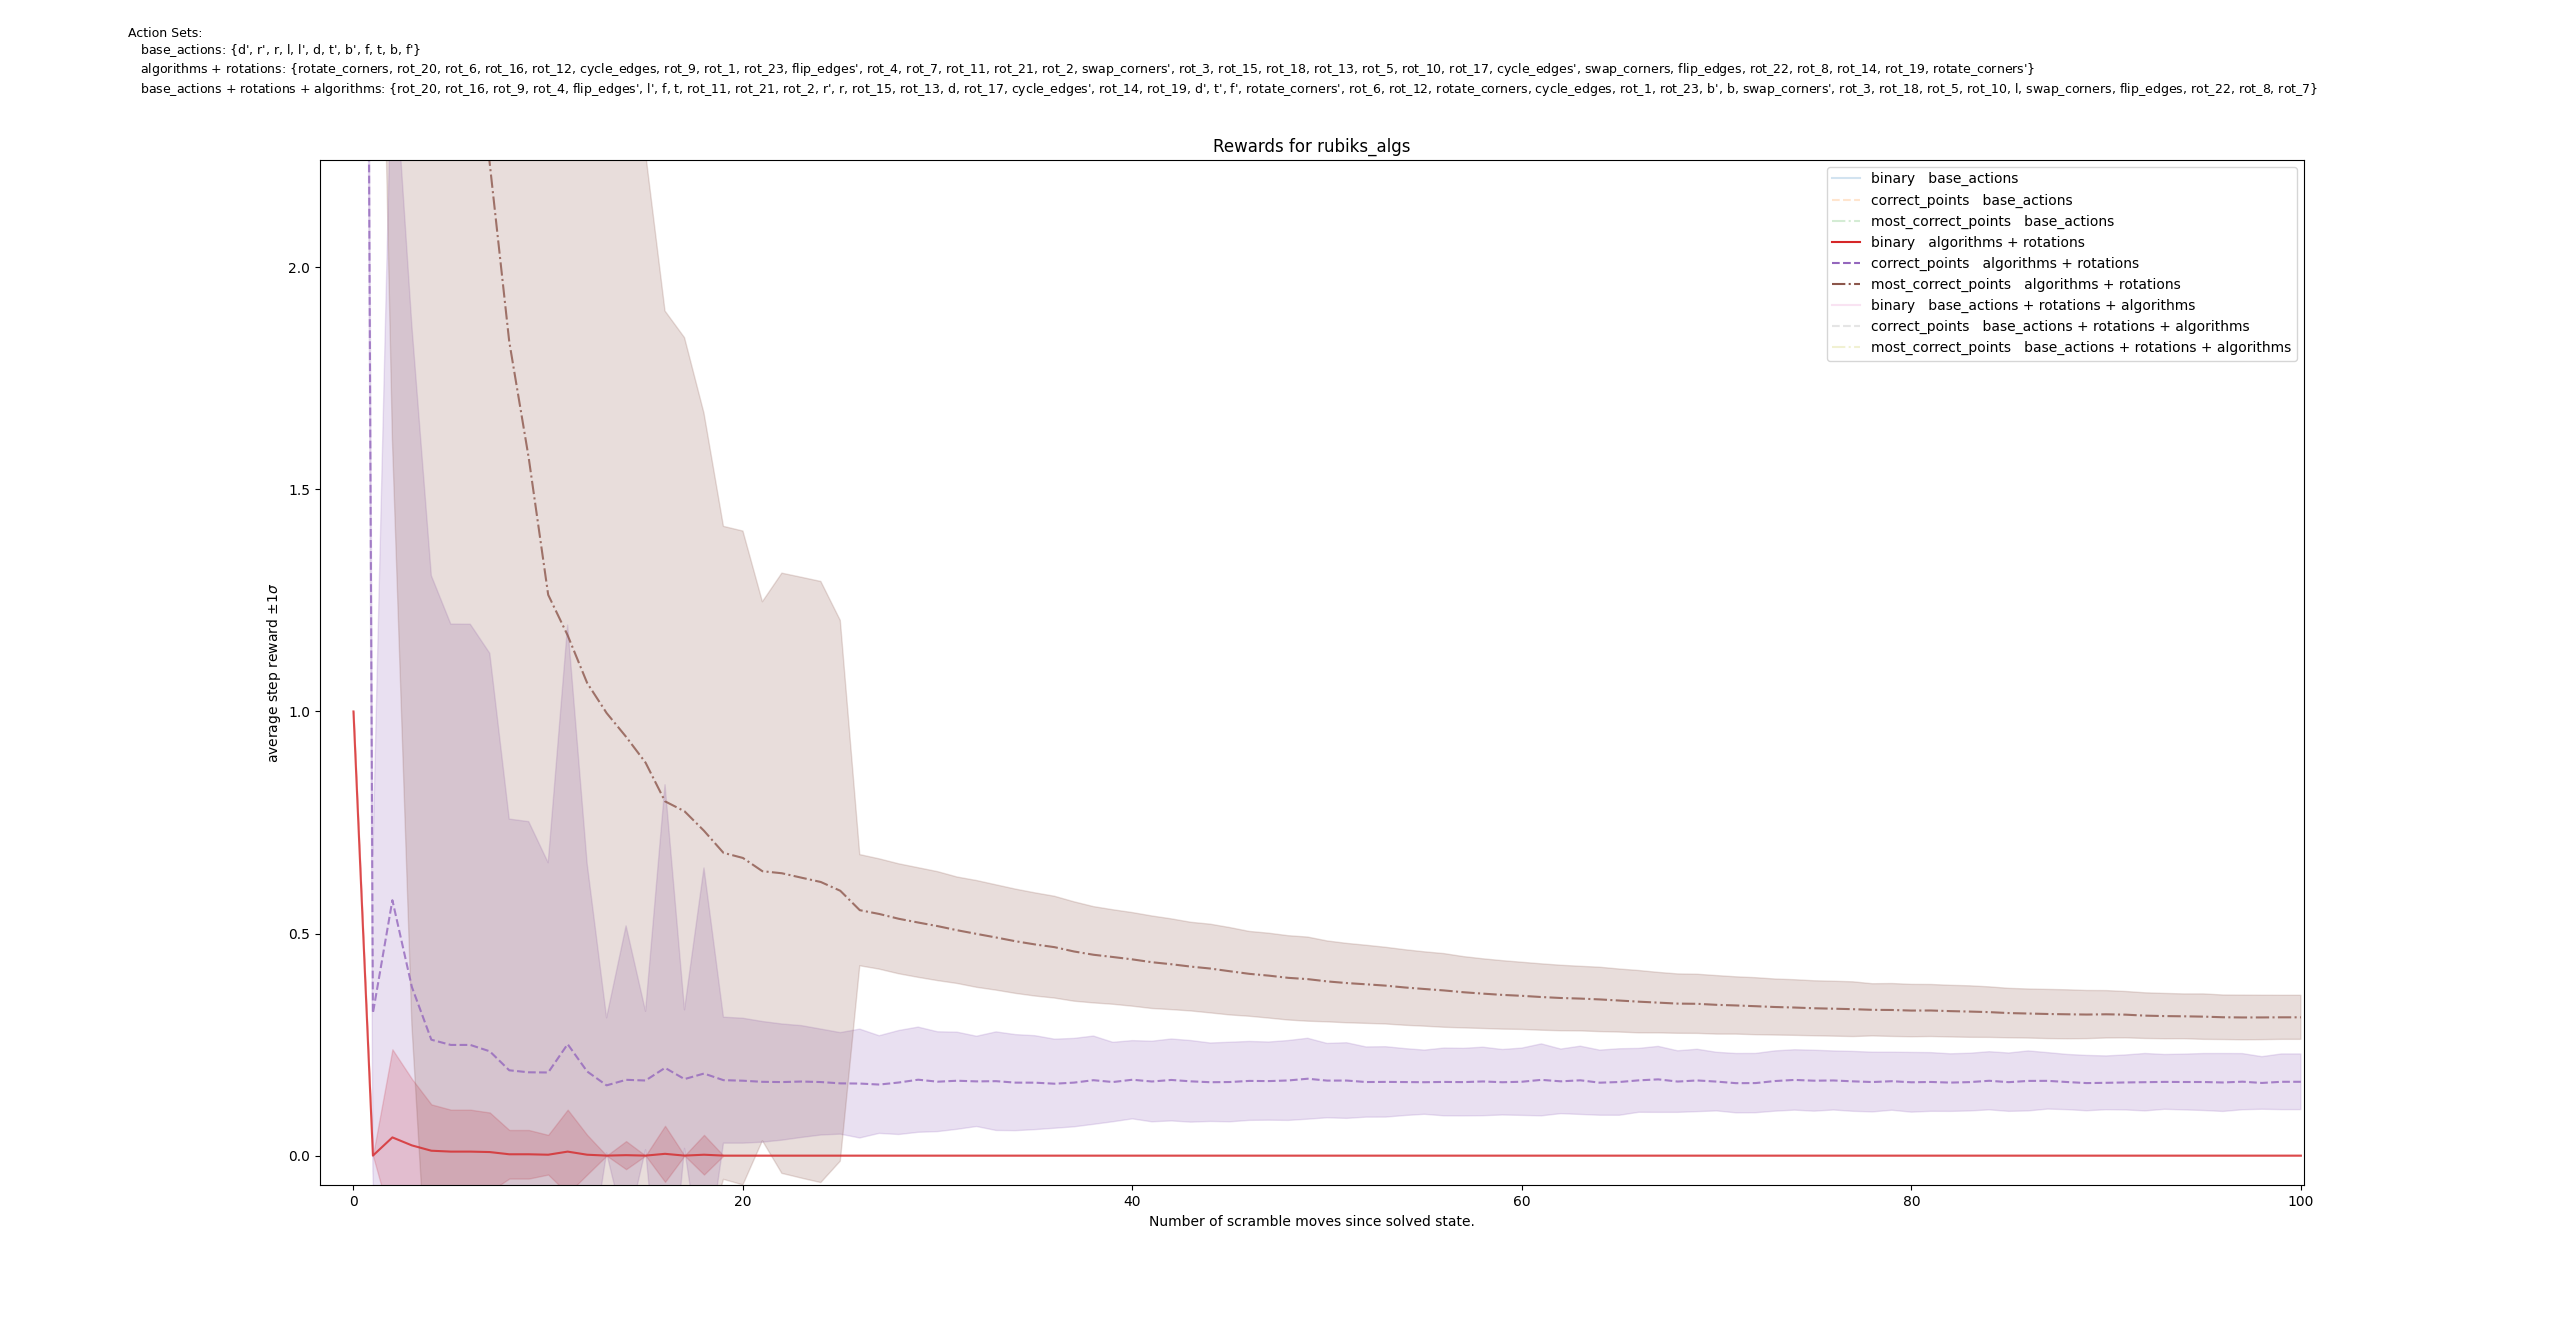 Action Sets:
base_actions: {d', r', r, l, l', d, t', b', f, t, b, f'}
algorithms + rotations: {rotate_corners, rot_20, rot_6, rot_16, rot_12, cycle_edges, rot_9, rot_1, rot_23, flip_edges', rot_4, rot_7, rot_11, rot_21, rot_2, swap_corners', rot_3, rot_15, rot_18, rot_13, rot_5, rot_10, rot_17, cycle_edges', swap_corners, flip_edges, rot_22, rot_8, rot_14, rot_19, rotate_corners'}
base_actions + rotations + algorithms: {rot_20, rot_16, rot_9, rot_4, flip_edges', l', f, t, rot_11, rot_21, rot_2, r', r, rot_15, rot_13, d, rot_17, cycle_edges', rot_14, rot_19, d', t', f', rotate_corners', rot_6, rot_12, rotate_corners, cycle_edges, rot_1, rot_23, b', b, swap_corners', rot_3, rot_18, rot_5, rot_10, l, swap_corners, flip_edges, rot_22, rot_8, rot_7}
Rewards for rubiks_algs
binary base_actions
correct_points base_actions
most_correct_points base_actions
binary algorithms + rotations
correct_points algorithms + rotations
most_correct_points algorithms + rotations
binary base_actions + rotations + algorithms
correct_points base_actions + rotations + algorithms
most_correct_points base_actions + rotations + algorithms
2.0
1.5
1.0
0.5
0.0
average step reward ±1σ
0 20 40 60 80 100
Number of scramble moves since solved state.